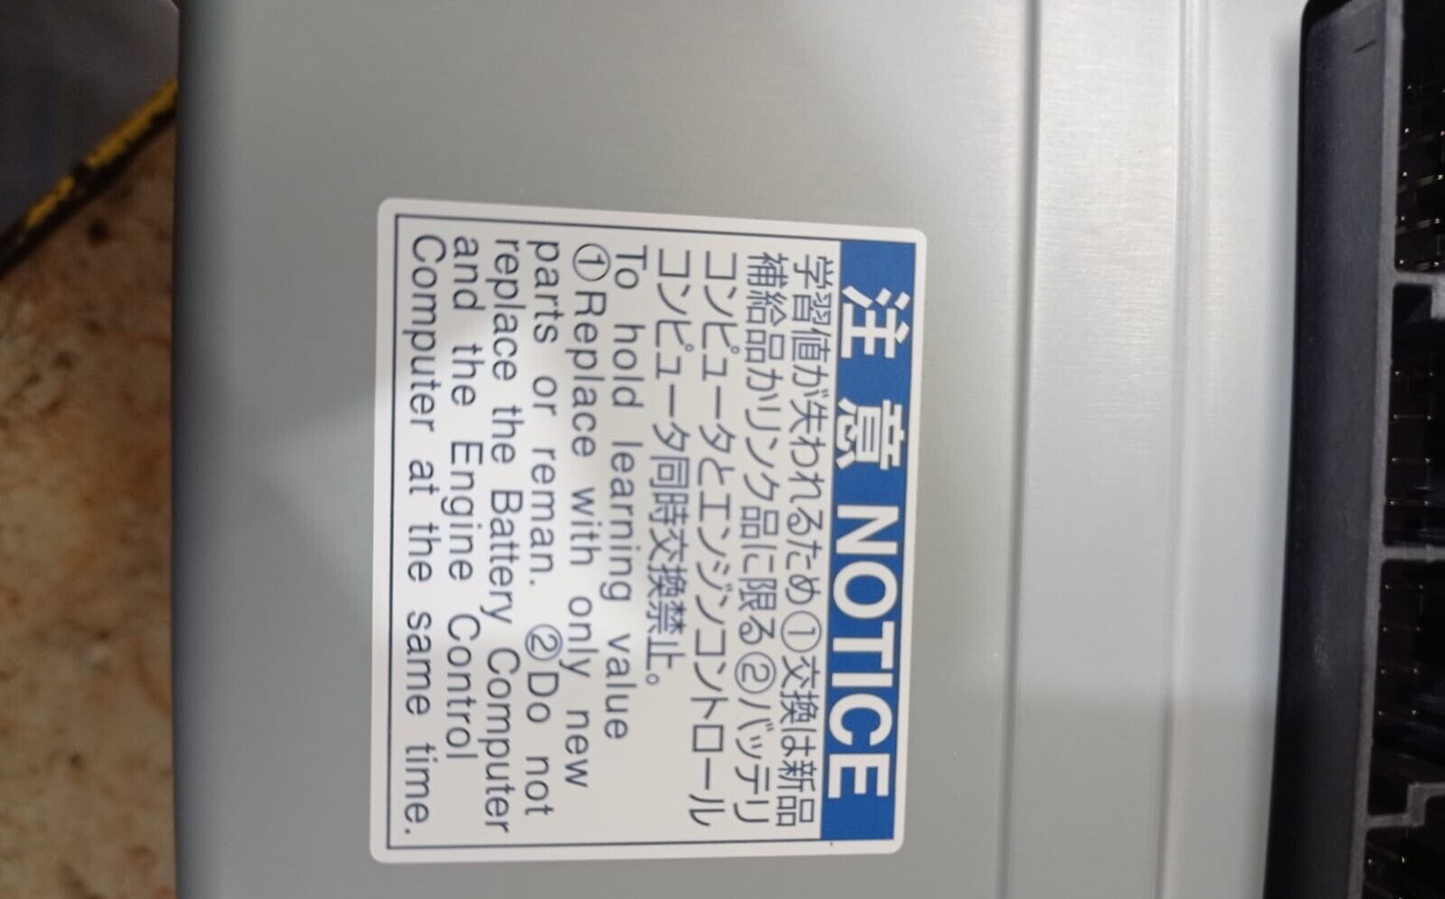 注意 NOTICE
学習値が失われるため①交換は新品
補給品かリンク品に限る②バッテリ
コンピュータとエンジンコントロール
コンピュータ同時交換禁止。
To hold learning value
①Replace with only new
parts or reman. ②Do not
replace the Battery Computer
and the Engine Control
Computer at the same time.